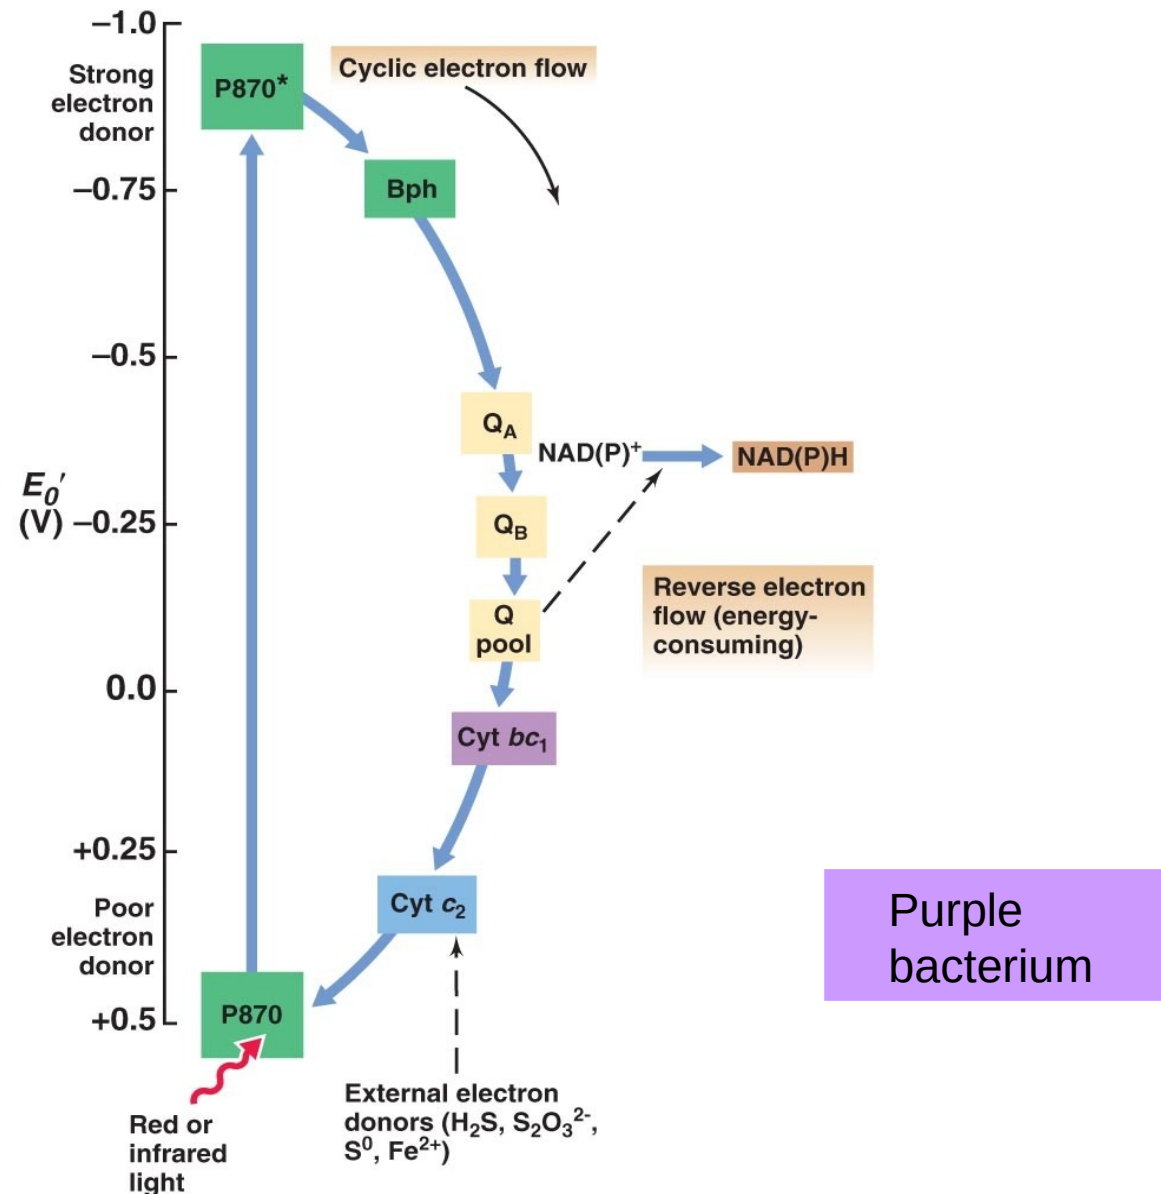 –1.0
Strong
electron
donor
P870*
Cyclic electron flow
–0.75
Bph
–0.5
Q_A
NAD(P)⁺
NAD(P)H
E₀′
(V)
–0.25
Q_B
Q
pool
Reverse electron
flow (energy-
consuming)
0.0
Cyt bc₁
+0.25
Poor
electron
donor
Cyt c₂
Purple
bacterium
+0.5
P870
Red or
infrared
light
External electron
donors (H₂S, S₂O₃²⁻,
S⁰, Fe²⁺)